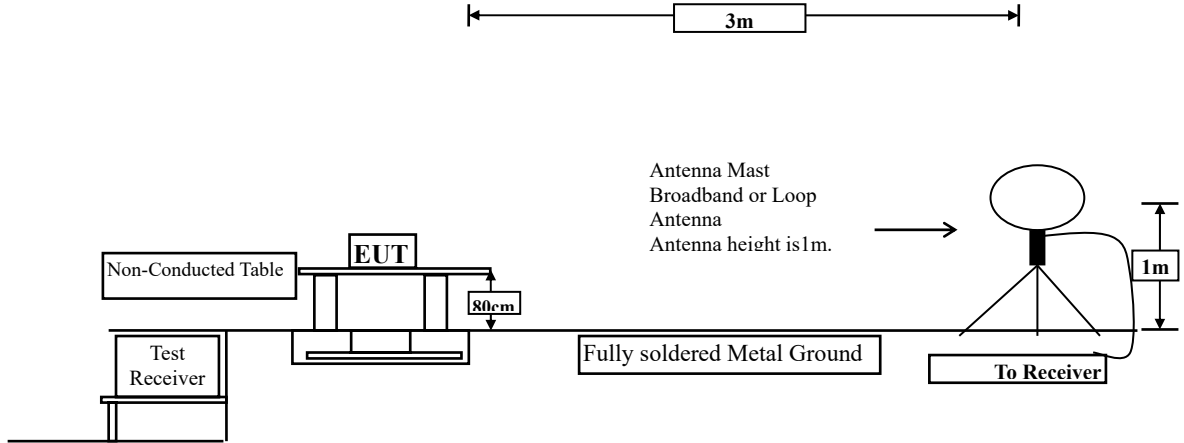 3m
Antenna Mast
Broadband or Loop
Antenna
Antenna height is1m.
EUT
Non-Conducted Table
80cm
1m
Test
Receiver
Fully soldered Metal Ground
To Receiver